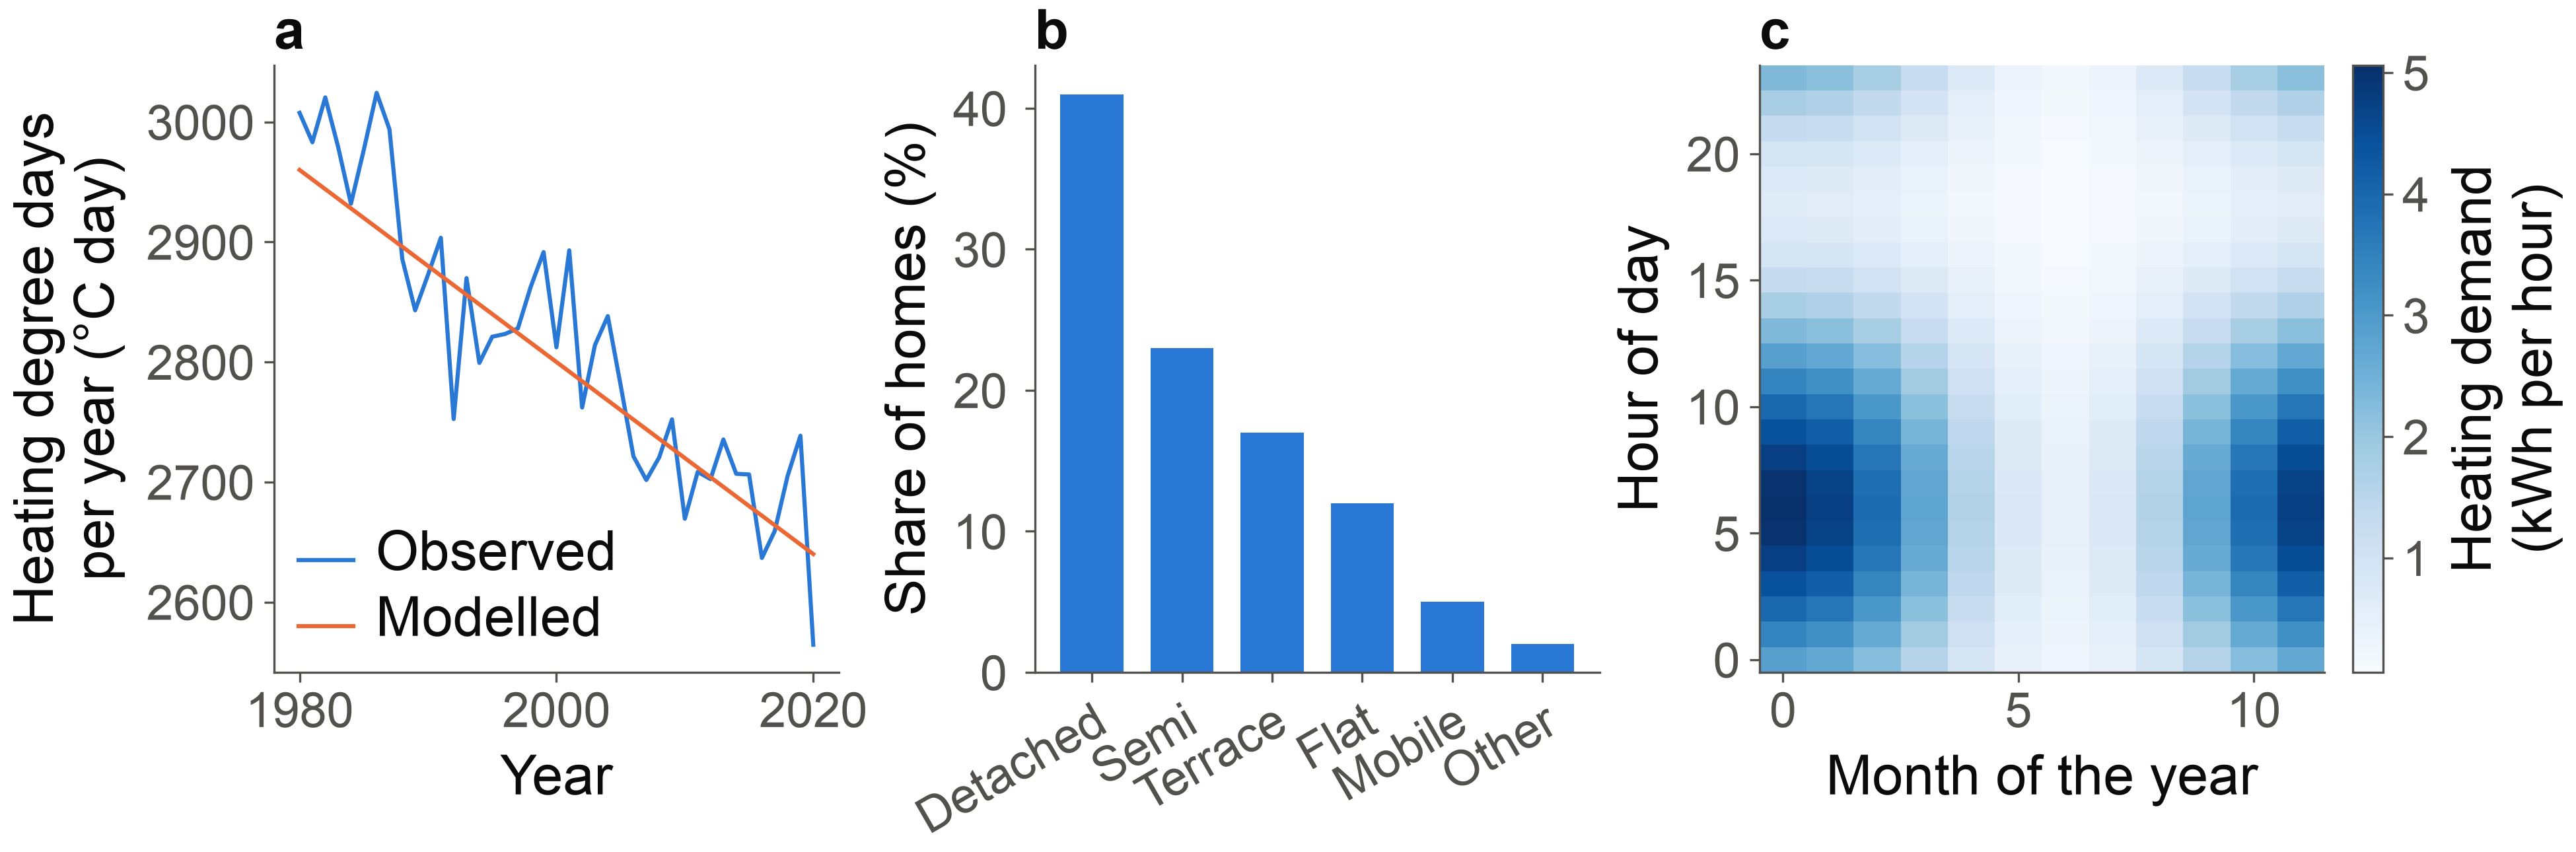 a
Heating degree days
per year (°C day)
3000
2900
2800
2700
2600
Observed
Modelled
1980 2000 2020
Year
b
Share of homes (%)
40
30
20
10
0
Detached
Semi
Terrace
Flat
Mobile
Other
c
Hour of day
20
15
10
5
0
0 5 10
Month of the year
5
4
3
2
1
Heating demand
(kWh per hour)